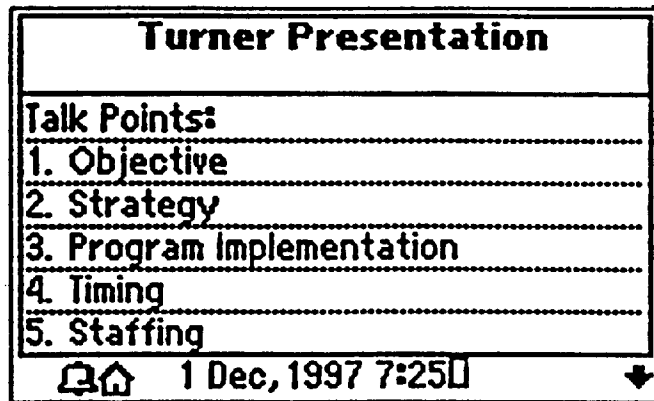 Turner Presentation
Talk Points:
1. Objective
2. Strategy
3. Program Implementation
4. Timing
5. Staffing
1 Dec, 1997 7:25